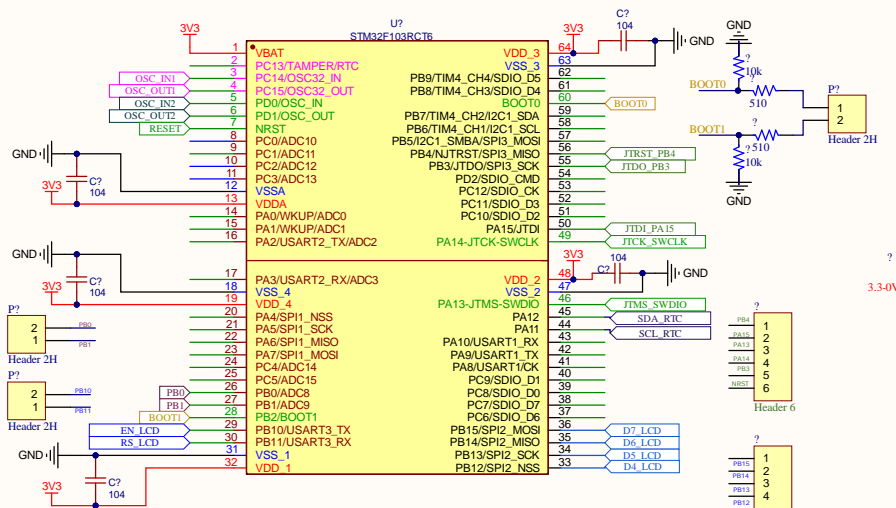 U?
STM32F103RCT6
3V3
1 VBAT
2 PC13/TAMPER/RTC
OSC_IN1 3 PC14/OSC32_IN
OSC_OUT1 4 PC15/OSC32_OUT
OSC_IN2 5 PD0/OSC_IN
OSC_OUT2 6 PD1/OSC_OUT
RESET 7 NRST
8 PC0/ADC10
9 PC1/ADC11
10 PC2/ADC12
11 PC3/ADC13
12 VSSA
13 VDDA
14 PA0/WKUP/ADC0
15 PA1/WKUP/ADC1
16 PA2/USART2_TX/ADC2
17 PA3/USART2_RX/ADC3
18 VSS_4
19 VDD_4
20 PA4/SPI1_NSS
21 PA5/SPI1_SCK
22 PA6/SPI1_MISO
23 PA7/SPI1_MOSI
24 PC4/ADC14
25 PC5/ADC15
PB0 26 PB0/ADC8
PB1 27 PB1/ADC9
BOOT1 28 PB2/BOOT1
EN_LCD 29 PB10/USART3_TX
RS_LCD 30 PB11/USART3_RX
31 VSS_1
32 VDD_1
GND
C?
104
3V3
GND
C?
104
3V3
P?
2 PB0
1 PB1
Header 2H
P?
2 PB10
1 PB11
Header 2H
GND
C?
104
3V3
VDD_3 64
VSS_3 63
PB9/TIM4_CH4/SDIO_D5 62
PB8/TIM4_CH3/SDIO_D4 61
BOOT0 60 BOOT0
PB7/TIM4_CH2/I2C1_SDA 59
PB6/TIM4_CH1/I2C1_SCL 58
PB5/I2C1_SMBA/SPI3_MOSI 57
PB4/NJTRST/SPI3_MISO 56 JTRST_PB4
PB3/JTDO/SPI3_SCK 55 JTDO_PB3
PD2/SDIO_CMD 54
PC12/SDIO_CK 53
PC11/SDIO_D3 52
PC10/SDIO_D2 51
PA15/JTDI 50 JTDI_PA15
PA14-JTCK-SWCLK 49 JTCK_SWCLK
VDD_2 48
VSS_2 47
PA13-JTMS-SWDIO 46 JTMS_SWDIO
PA12 45 SDA_RTC
PA11 44 SCL_RTC
PA10/USART1_RX 43
PA9/USART1_TX 42
PA8/USART1/CK 41
PC9/SDIO_D1 40
PC8/SDIO_D0 39
PC7/SDIO_D7 38
PC6/SDIO_D6 37
PB15/SPI2_MOSI 36 D7_LCD
PB14/SPI2_MISO 35 D6_LCD
PB13/SPI2_SCK 34 D5_LCD
PB12/SPI2_NSS 33 D4_LCD
3V3
C?
104
GND
3V3
C?
104
GND
GND
?
10k
BOOT0
?
510
P?
1
2
Header 2H
BOOT1
?
510
?
10k
GND
?
3.3-0V
?
PB4 1
PA15 2
PA13 3
PA14 4
PB3 5
NRST 6
Header 6
?
PB15 1
PB14 2
PB13 3
PB12 4